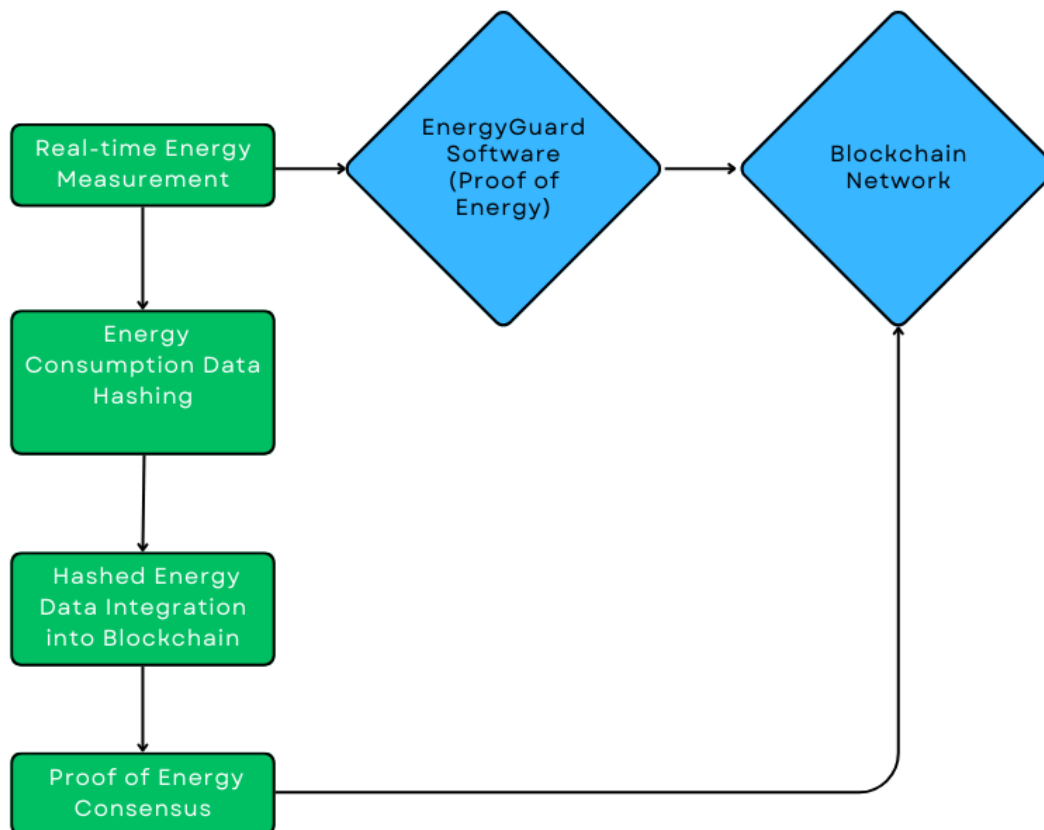 Real-time Energy
Measurement
EnergyGuard
Software
(Proof of
Energy)
Blockchain
Network
Energy
Consumption Data
Hashing
Hashed Energy
Data Integration
into Blockchain
Proof of Energy
Consensus